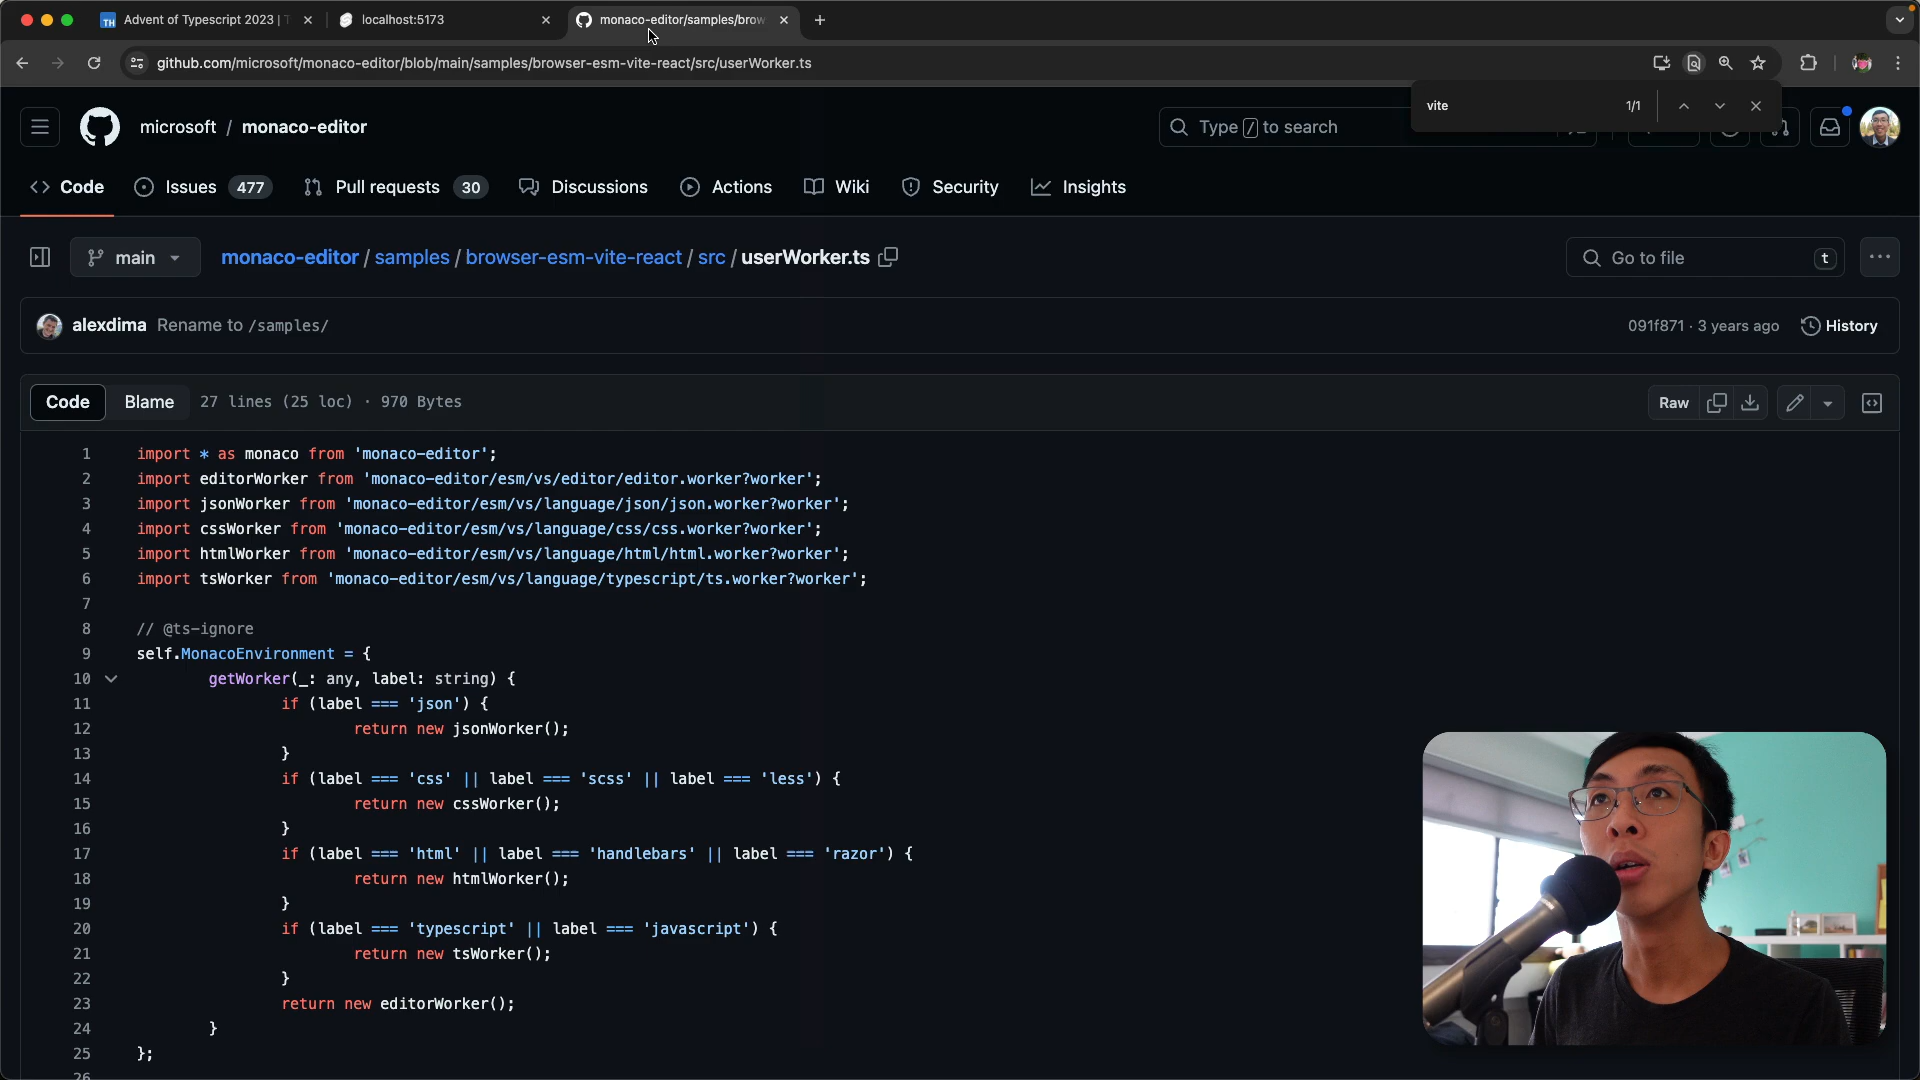 Advent of Typescript 2023 | T
localhost:5173
monaco-editor/samples/brow
github.com/microsoft/monaco-editor/blob/main/samples/browser-esm-vite-react/src/userWorker.ts
vite
1/1
microsoft / monaco-editor
Type / to search
Code
Issues 477
Pull requests 30
Discussions
Actions
Wiki
Security
Insights
main
monaco-editor / samples / browser-esm-vite-react / src / userWorker.ts
Go to file
t
alexdima Rename to /samples/
091f871 · 3 years ago
History
Code
Blame
27 lines (25 loc) · 970 Bytes
Raw
1 import * as monaco from 'monaco-editor';
2 import editorWorker from 'monaco-editor/esm/vs/editor/editor.worker?worker';
3 import jsonWorker from 'monaco-editor/esm/vs/language/json/json.worker?worker';
4 import cssWorker from 'monaco-editor/esm/vs/language/css/css.worker?worker';
5 import htmlWorker from 'monaco-editor/esm/vs/language/html/html.worker?worker';
6 import tsWorker from 'monaco-editor/esm/vs/language/typescript/ts.worker?worker';
7
8 // @ts-ignore
9 self.MonacoEnvironment = {
10 getWorker(_: any, label: string) {
11 if (label === 'json') {
12 return new jsonWorker();
13 }
14 if (label === 'css' || label === 'scss' || label === 'less') {
15 return new cssWorker();
16 }
17 if (label === 'html' || label === 'handlebars' || label === 'razor') {
18 return new htmlWorker();
19 }
20 if (label === 'typescript' || label === 'javascript') {
21 return new tsWorker();
22 }
23 return new editorWorker();
24 }
25 };
26